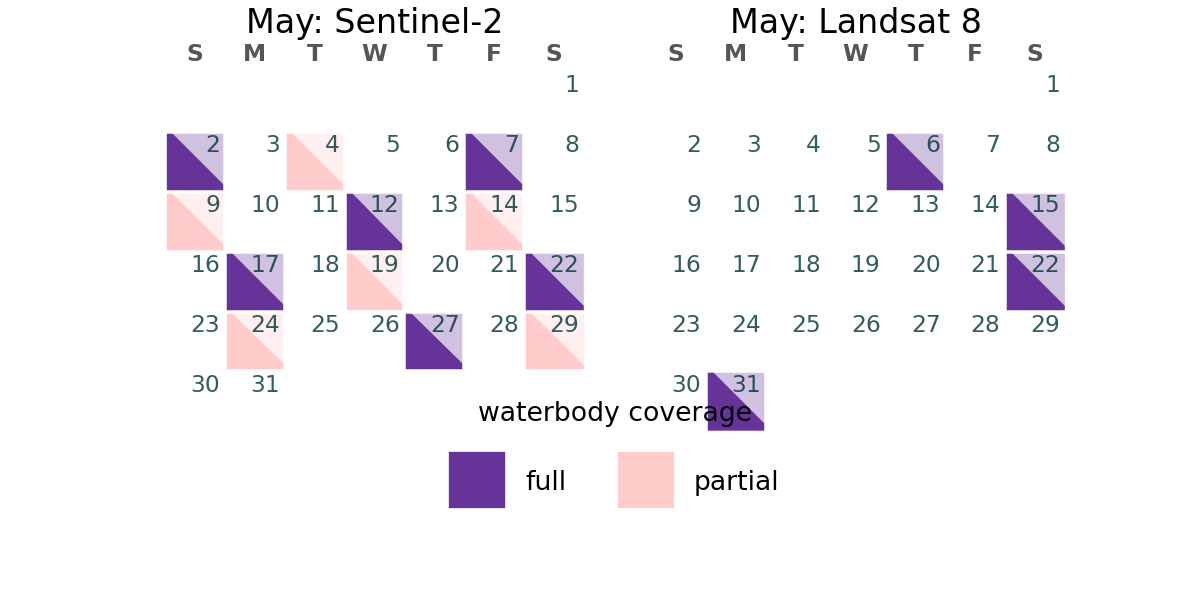 May: Sentinel-2
S M T W T F S
1
2 3 4 5 6 7 8
9 10 11 12 13 14 15
16 17 18 19 20 21 22
23 24 25 26 27 28 29
30 31
May: Landsat 8
S M T W T F S
1
2 3 4 5 6 7 8
9 10 11 12 13 14 15
16 17 18 19 20 21 22
23 24 25 26 27 28 29
30 31
waterbody coverage
full partial